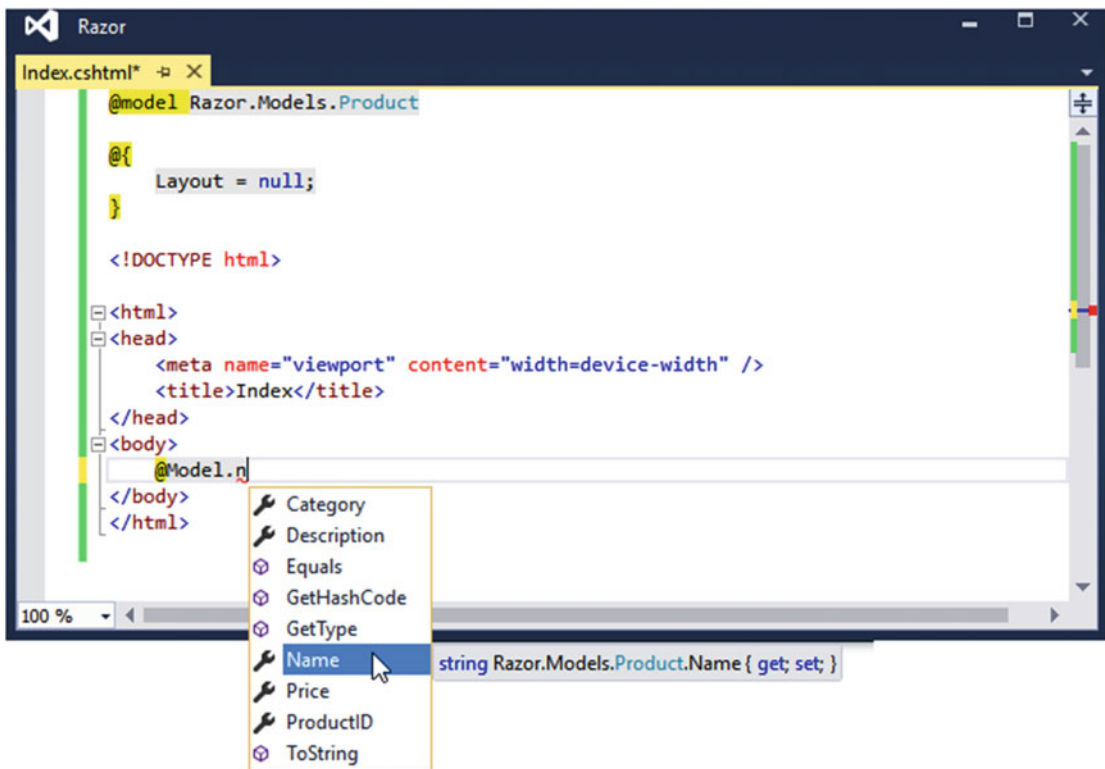 Razor
Index.cshtml*
@model Razor.Models.Product
@{
Layout = null;
}
<!DOCTYPE html>
<html>
<head>
<meta name="viewport" content="width=device-width" />
<title>Index</title>
</head>
<body>
@Model.n
</body>
</html>
Category
Description
Equals
GetHashCode
GetType
Name
string Razor.Models.Product.Name { get; set; }
Price
ProductID
ToString
100 %